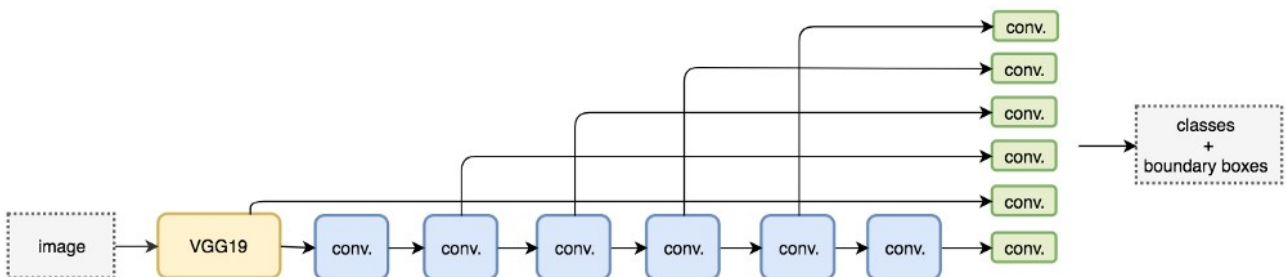 conv.
conv.
conv.
conv.
conv.
classes
+
boundary boxes
image
VGG19
conv.
conv.
conv.
conv.
conv.
conv.
conv.